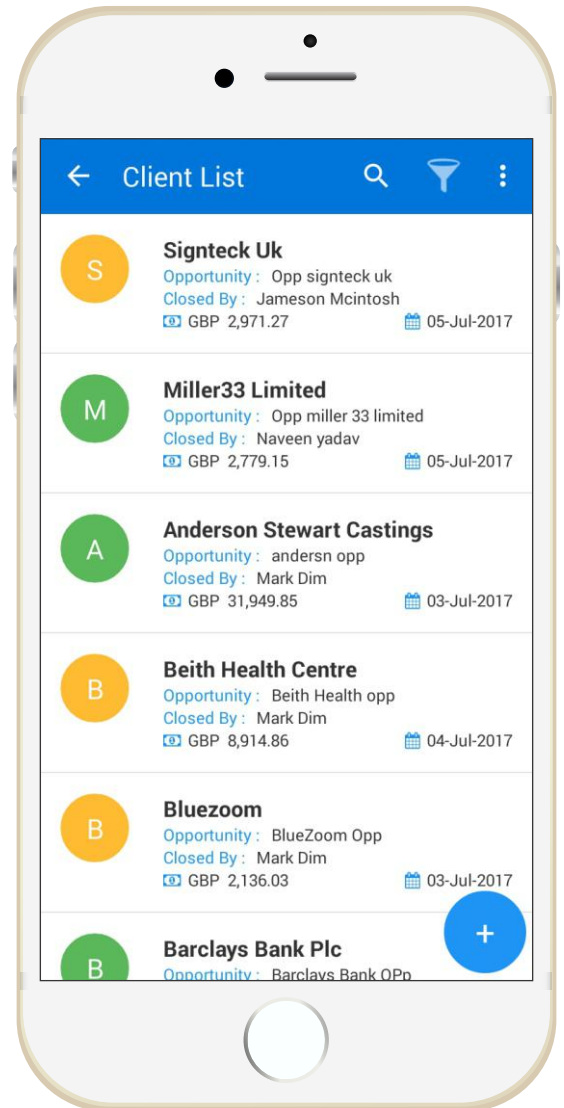 Client List
S
Signteck Uk
Opportunity : Opp signteck uk
Closed By : Jameson Mcintosh
GBP 2,971.27 05-Jul-2017
M
Miller33 Limited
Opportunity : Opp miller 33 limited
Closed By : Naveen yadav
GBP 2,779.15 05-Jul-2017
A
Anderson Stewart Castings
Opportunity : andersn opp
Closed By : Mark Dim
GBP 31,949.85 03-Jul-2017
B
Beith Health Centre
Opportunity : Beith Health opp
Closed By : Mark Dim
GBP 8,914.86 04-Jul-2017
B
Bluezoom
Opportunity : BlueZoom Opp
Closed By : Mark Dim
GBP 2,136.03 03-Jul-2017
+
B
Barclays Bank Plc
Opportunity : Barclays Bank OPp